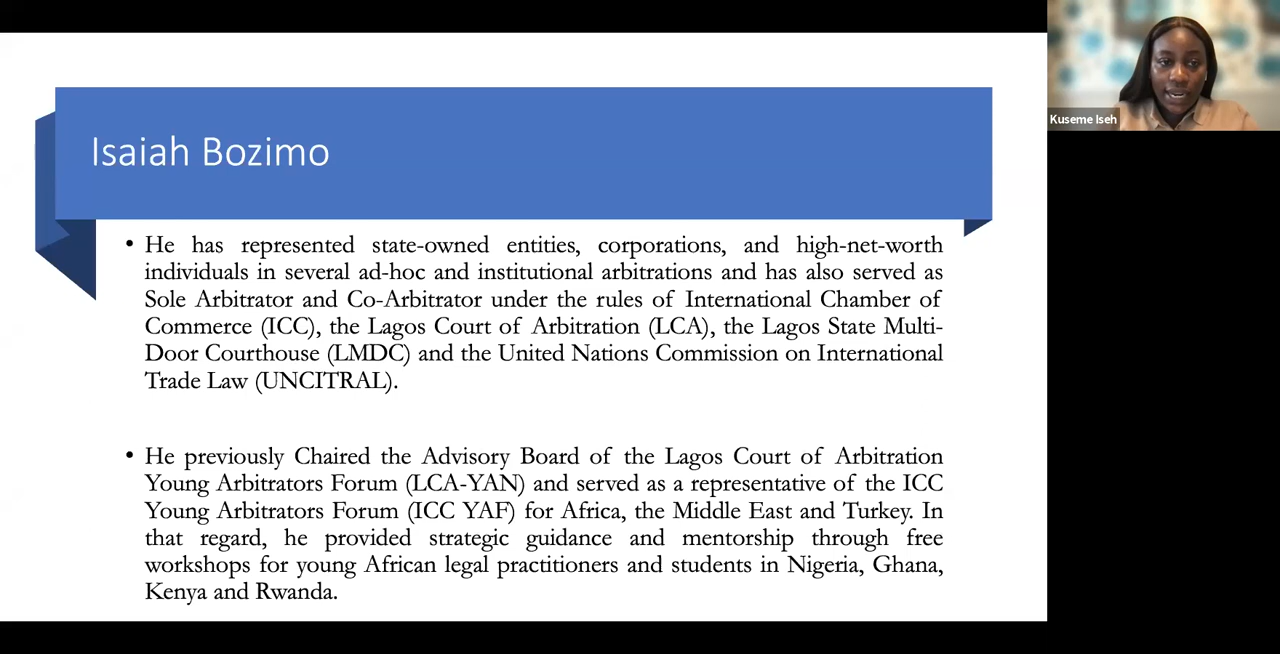 Isaiah Bozimo
Kuseme Iseh
• He has represented state-owned entities, corporations, and high-net-worth
individuals in several ad-hoc and institutional arbitrations and has also served as
Sole Arbitrator and Co-Arbitrator under the rules of International Chamber of
Commerce (ICC), the Lagos Court of Arbitration (LCA), the Lagos State Multi-
Door Courthouse (LMDC) and the United Nations Commission on International
Trade Law (UNCITRAL).
• He previously Chaired the Advisory Board of the Lagos Court of Arbitration
Young Arbitrators Forum (LCA-YAN) and served as a representative of the ICC
Young Arbitrators Forum (ICC YAF) for Africa, the Middle East and Turkey. In
that regard, he provided strategic guidance and mentorship through free
workshops for young African legal practitioners and students in Nigeria, Ghana,
Kenya and Rwanda.